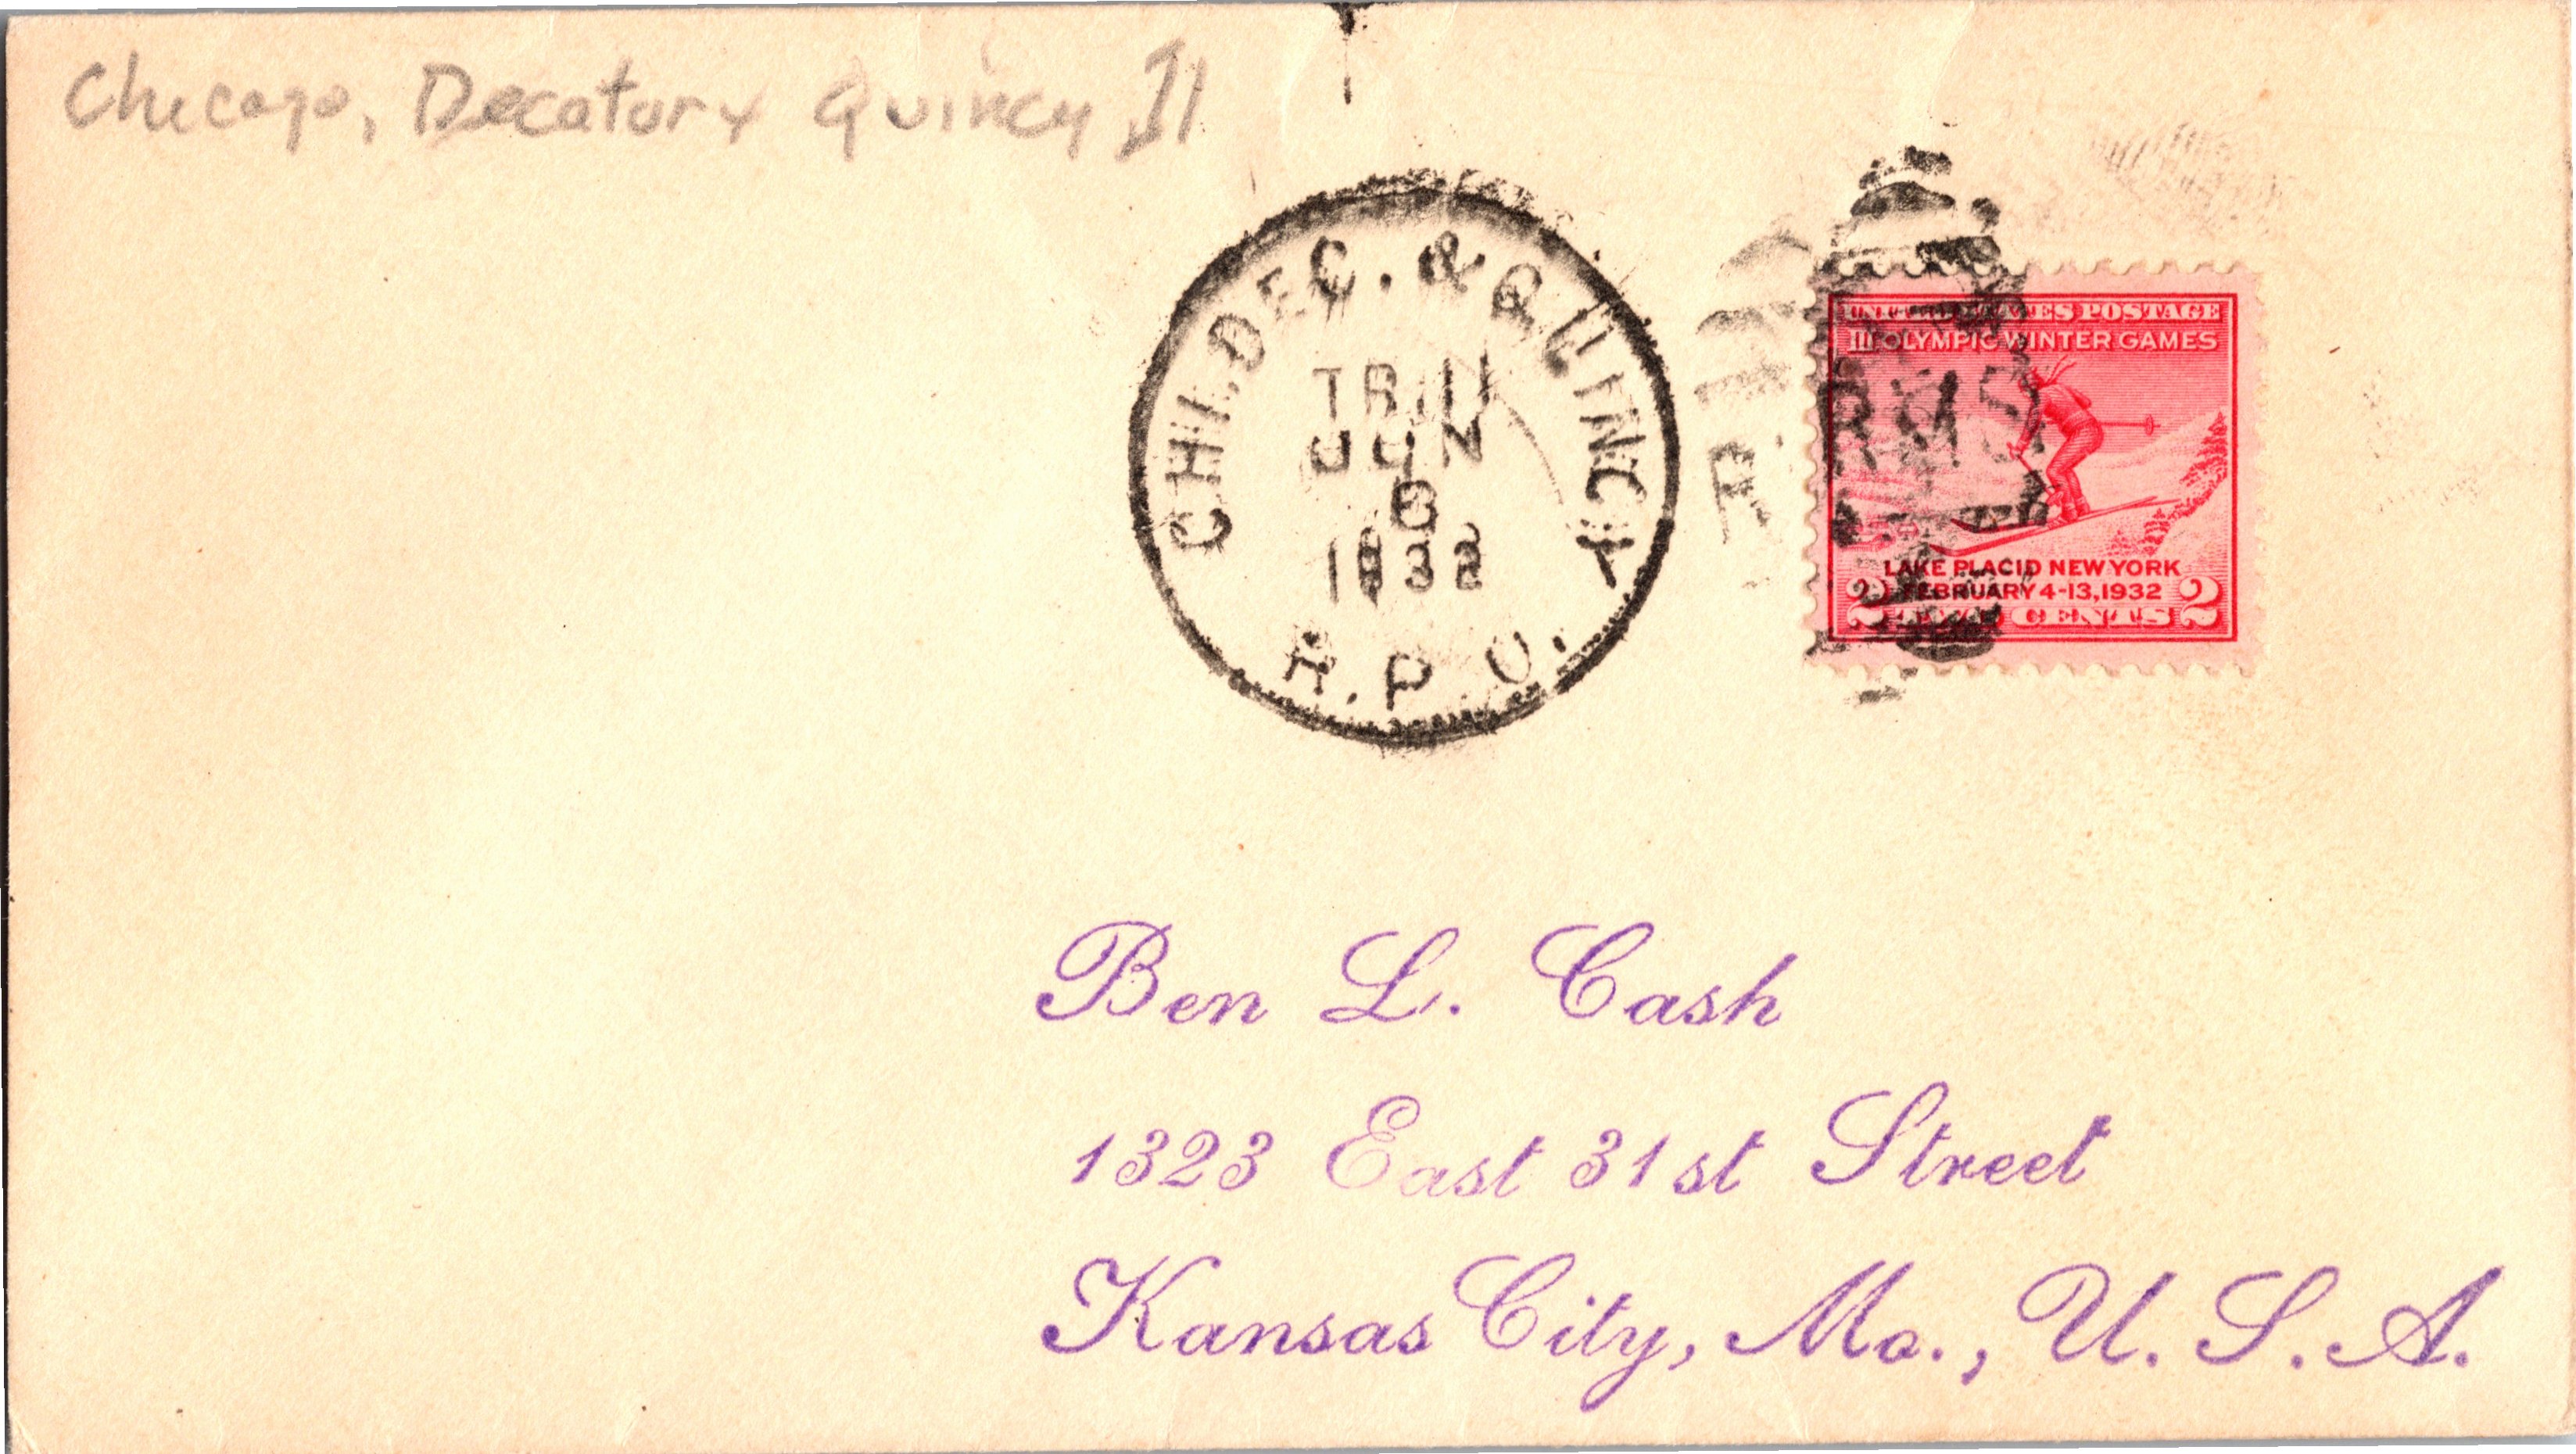 Chicago, Decatur + Quincy Il
CHI. DEC. & QUINCY
TR 11
JUN
1932
R.P.O.
RMS
UNITED STATES POSTAGE
III OLYMPIC WINTER GAMES
LAKE PLACID NEW YORK
FEBRUARY 4-13, 1932
2 TWO CENTS 2
Ben L. Cash
1323 East 31st Street
Kansas City, Mo., U. S. A.